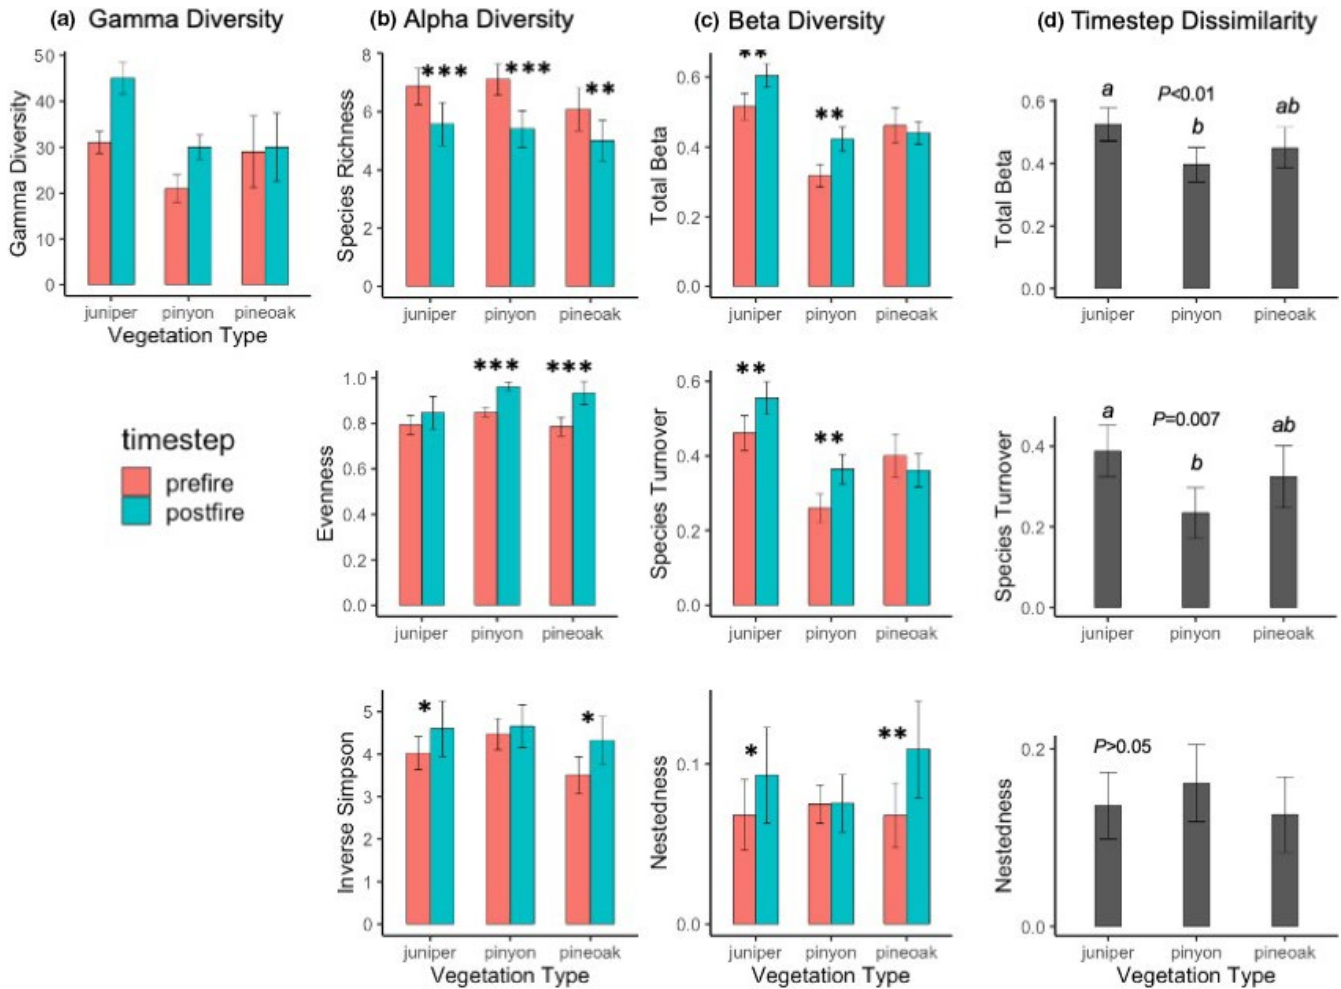 (a) Gamma Diversity
Gamma Diversity
50
40
30
20
10
0
juniper pinyon pineoak
Vegetation Type
timestep
prefire
postfire
(b) Alpha Diversity
Species Richness
8
6
4
2
0
*** *** **
juniper pinyon pineoak
Evenness
1.0
0.8
0.6
0.4
0.2
0.0
*** ***
juniper pinyon pineoak
Inverse Simpson
5
4
3
2
1
0
* *
juniper pinyon pineoak
Vegetation Type
(c) Beta Diversity
Total Beta
0.6
0.4
0.2
0.0
** **
juniper pinyon pineoak
Species Turnover
0.6
0.4
0.2
0.0
** **
juniper pinyon pineoak
Nestedness
0.1
0.0
* **
juniper pinyon pineoak
Vegetation Type
(d) Timestep Dissimilarity
Total Beta
0.6
0.4
0.2
0.0
a P<0.01 b ab
juniper pinyon pineoak
Species Turnover
0.4
0.2
0.0
a P=0.007 b ab
juniper pinyon pineoak
Nestedness
0.2
0.0
P>0.05
juniper pinyon pineoak
Vegetation Type